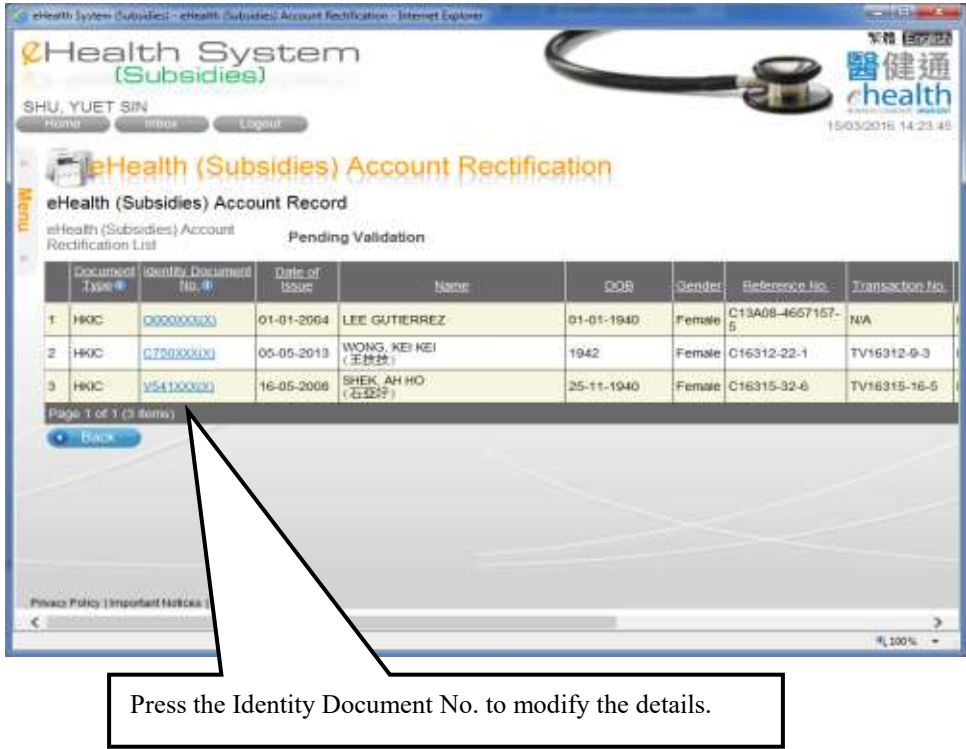 eHealth System (Subsidies) - eHealth (Subsidies) Account Rectification - Internet Explorer
eHealth System
(Subsidies)
繁體 English
醫健通
ehealth
SHU, YUET SIN
Home Inbox Logout
15/03/2016 14:23:45
Menu
eHealth (Subsidies) Account Rectification
eHealth (Subsidies) Account Record
eHealth (Subsidies) Account
Rectification List
Pending Validation
Document Type Identity Document No. Date of Issue Name DOB Gender Reference No. Transaction No.
1 HKIC 01-01-2004 LEE GUTIERREZ 01-01-1940 Female C13A08-4657157-5 N/A
2 HKIC C750XXX(X) 05-05-2013 WONG, KEI KEI 1942 Female C16312-22-1 TV16312-9-3
3 HKIC V541XXX(X) 16-05-2008 SHEK, AH HO 25-11-1940 Female C16315-32-6 TV16315-16-5
Page 1 of 1 (3 items)
Back
Privacy Policy | Important Notices |
100%
Press the Identity Document No. to modify the details.